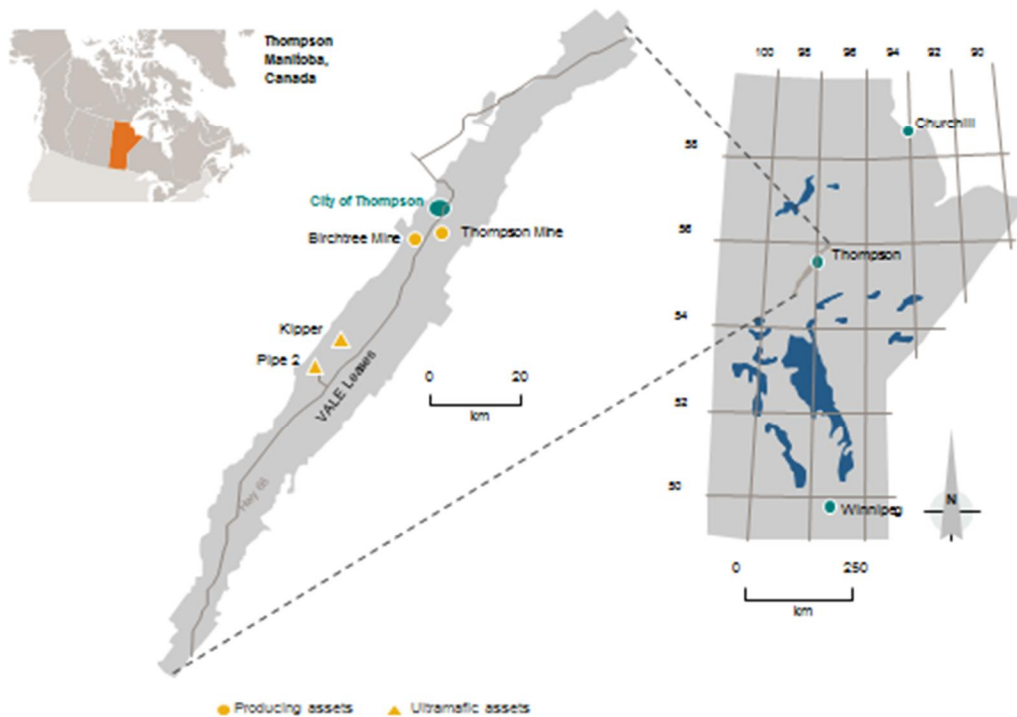 Thompson
Manitoba,
Canada
City of Thompson
Birchtree Mine
Thompson Mine
Kipper
Pipe 2
VALE Leases
0 20
km
100 98 96 94 92 90
58
56
54
52
50
Churchill
Thompson
Winnipeg
N
0 250
km
Producing assets
Ultramafic assets